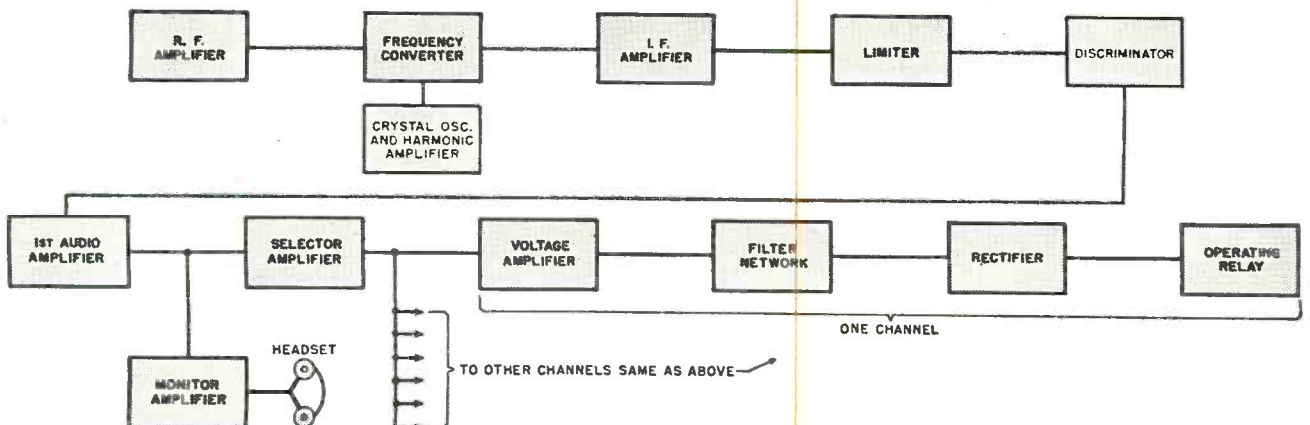 R. F.
AMPLIFIER
FREQUENCY
CONVERTER
I. F.
AMPLIFIER
LIMITER
DISCRIMINATOR
CRYSTAL OSC.
AND HARMONIC
AMPLIFIER
1ST AUDIO
AMPLIFIER
SELECTOR
AMPLIFIER
VOLTAGE
AMPLIFIER
FILTER
NETWORK
RECTIFIER
OPERATING
RELAY
ONE CHANNEL
HEADSET
MONITOR
AMPLIFIER
TO OTHER CHANNELS SAME AS ABOVE